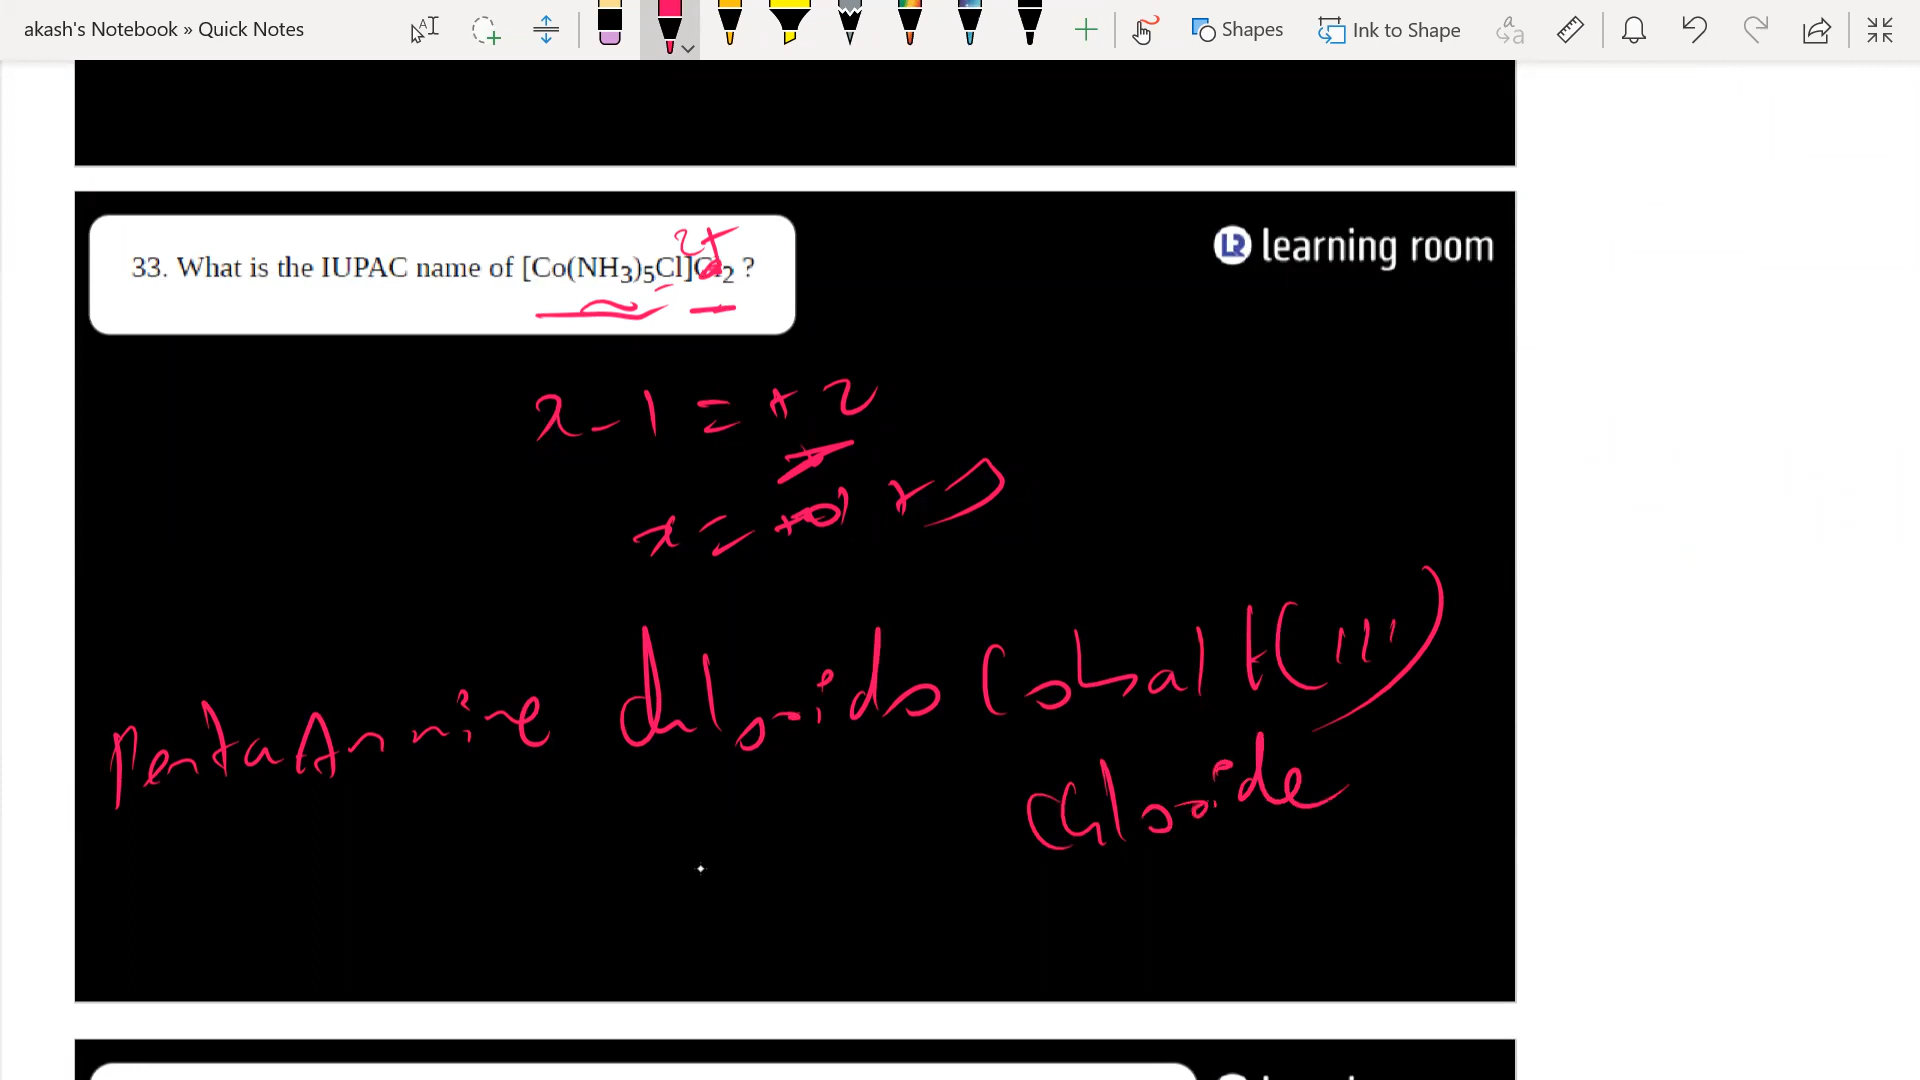 akash's Notebook » Quick Notes
Shapes
Ink to Shape
learning room
2+
33. What is the IUPAC name of [Co(NH3)5Cl]Cl2 ?
x - 1 = + 2
x = +3
PentaAmmine chlorido Cobalt(III)
Chloride